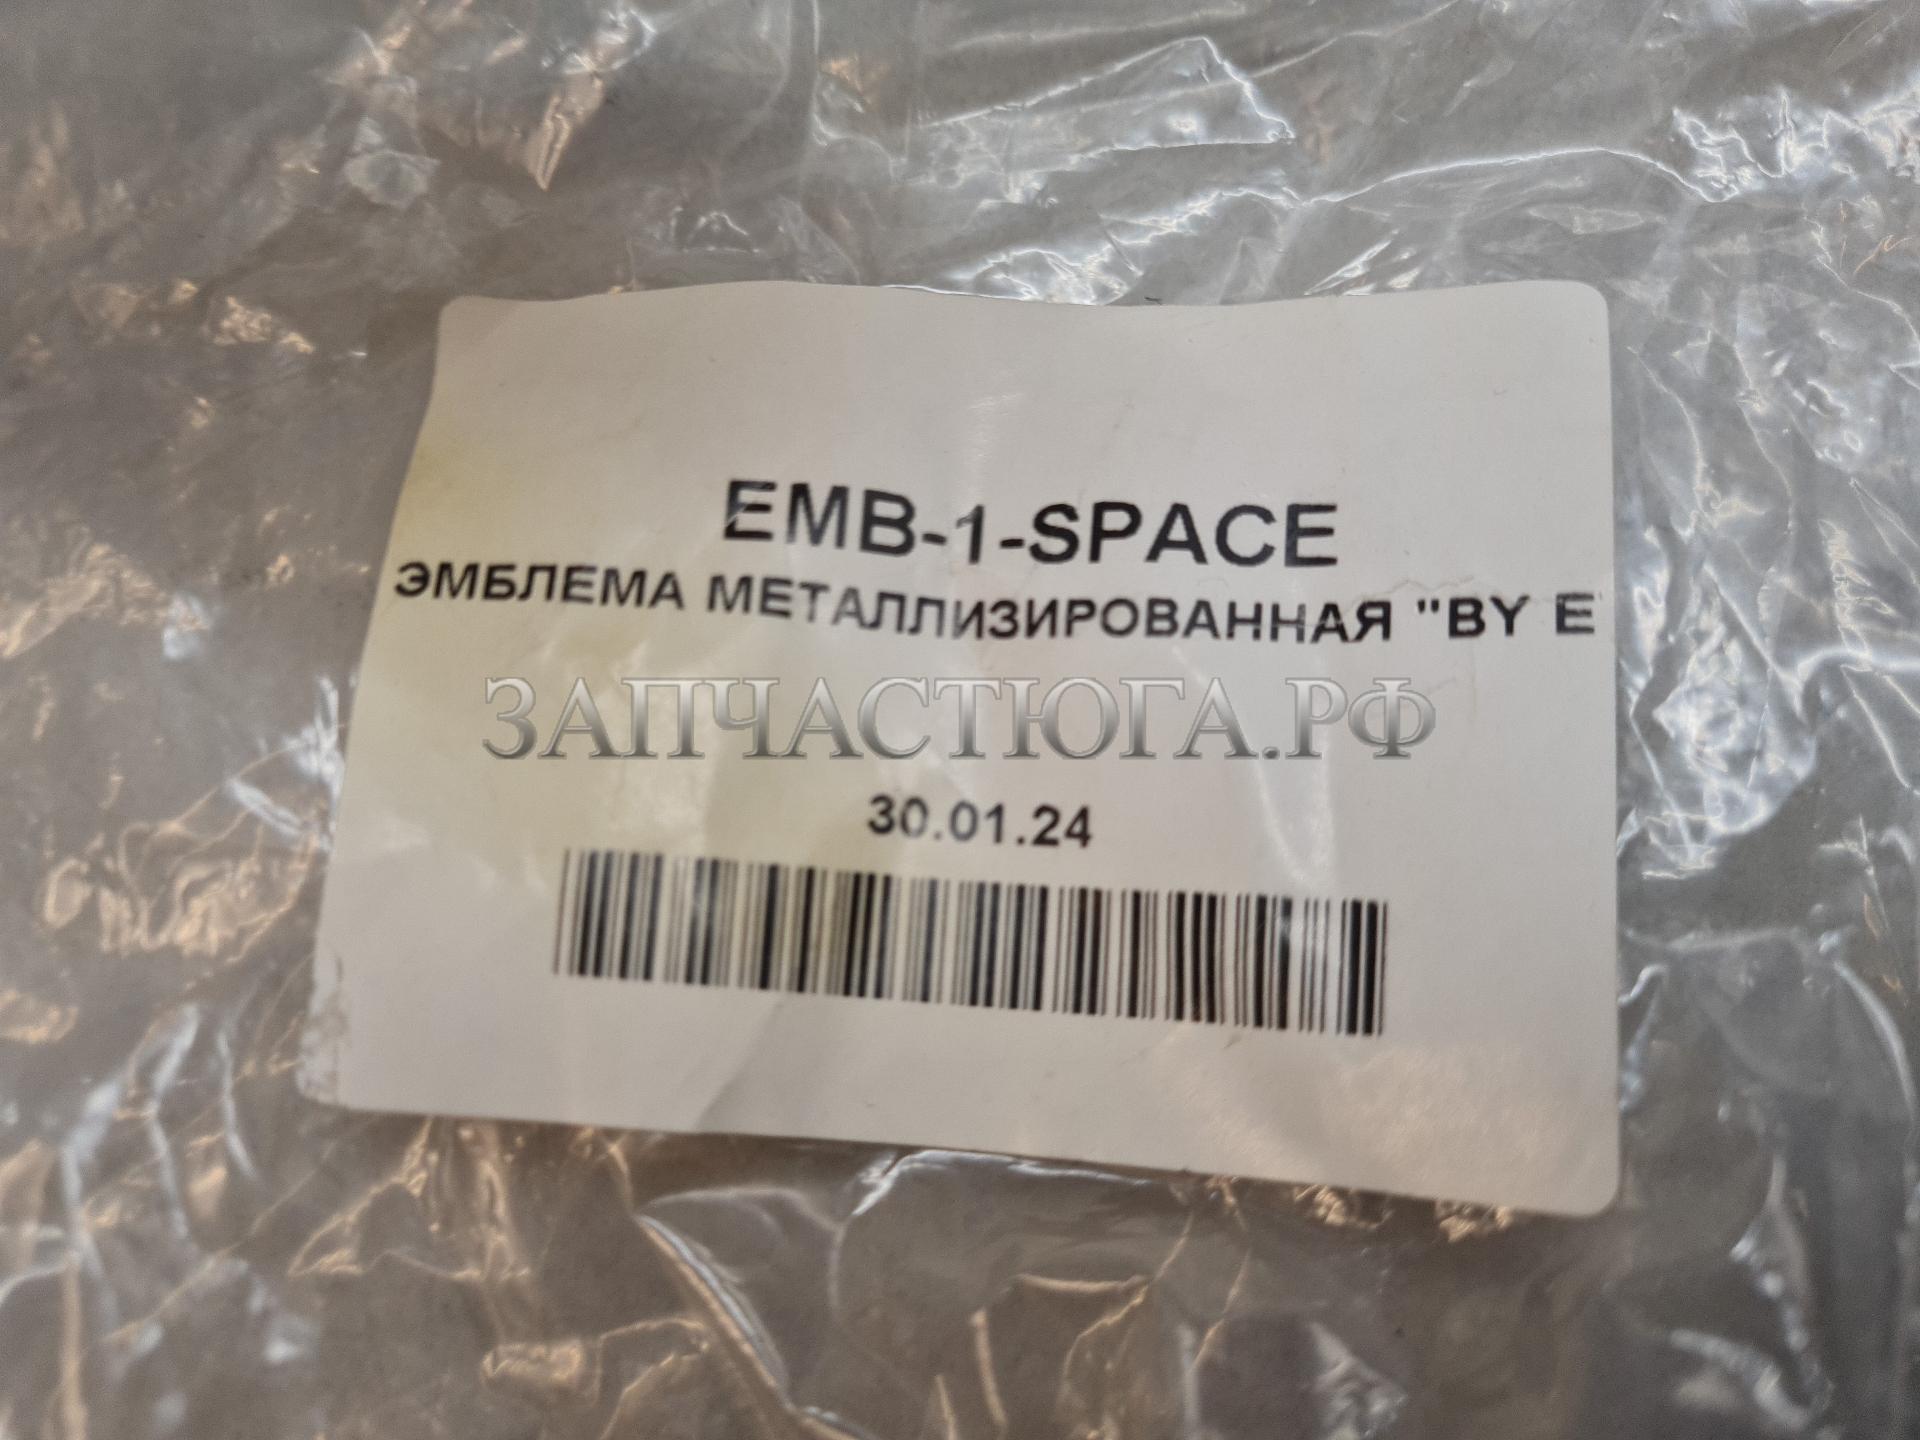 EMB-1-SPACE
ЭМБЛЕМА МЕТАЛЛИЗИРОВАННАЯ "BY E
ЗАПЧАСТЮГА.РФ
30.01.24